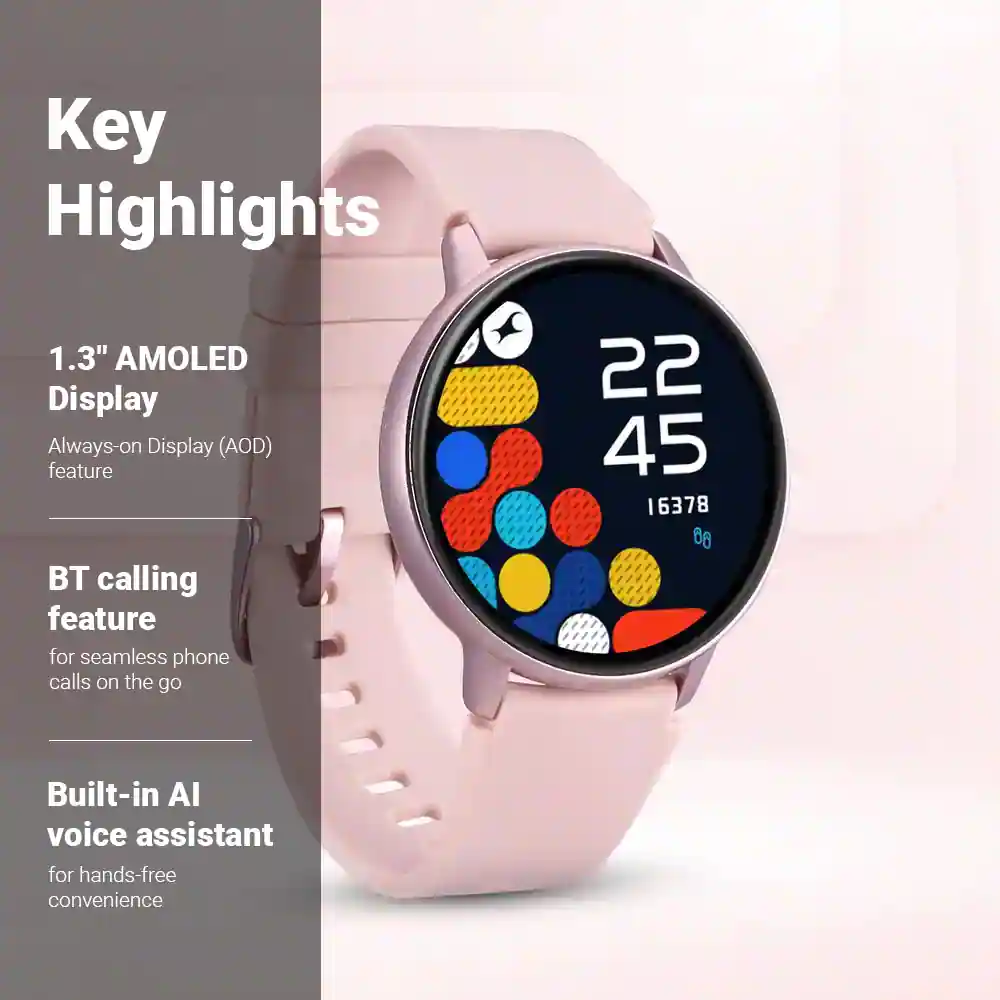 Key
Highlights
1.3" AMOLED
Display
Always-on Display (AOD)
feature
BT calling
feature
for seamless phone
calls on the go
Built-in AI
voice assistant
for hands-free
convenience
22
45
16378